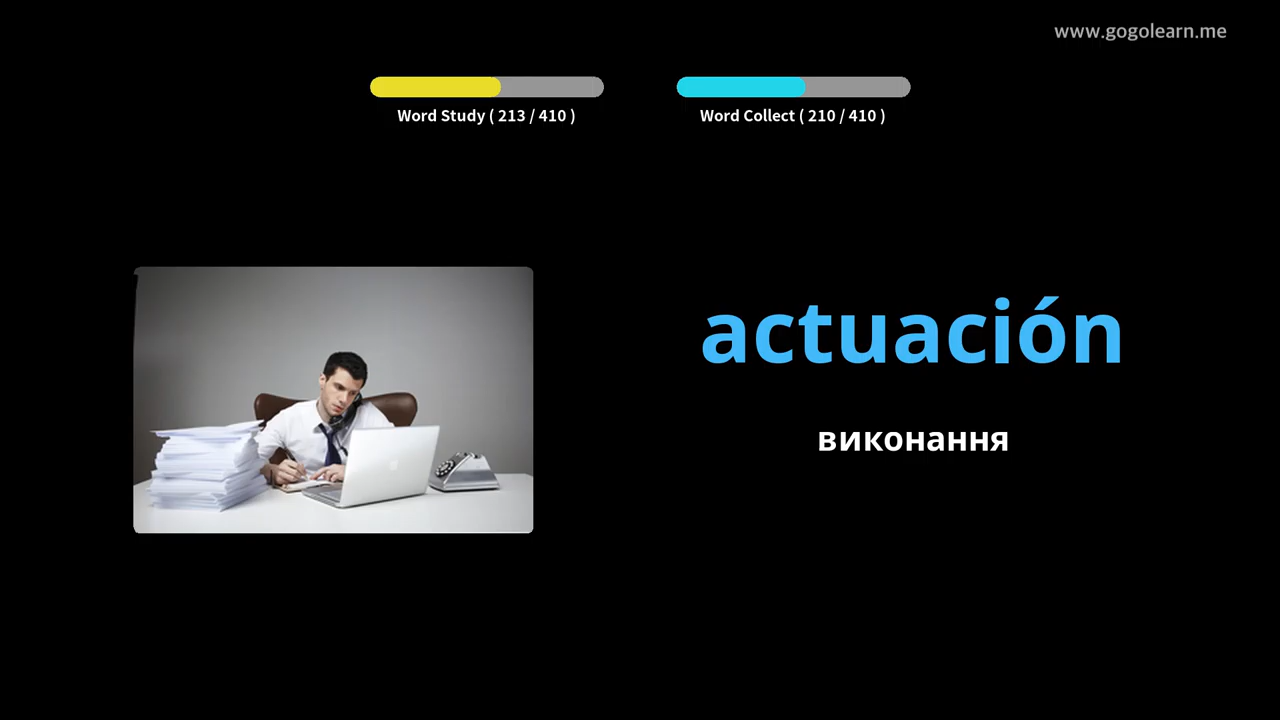 www.gogolearn.me
Word Study ( 213 / 410 )
Word Collect ( 210 / 410 )
actuación
виконання